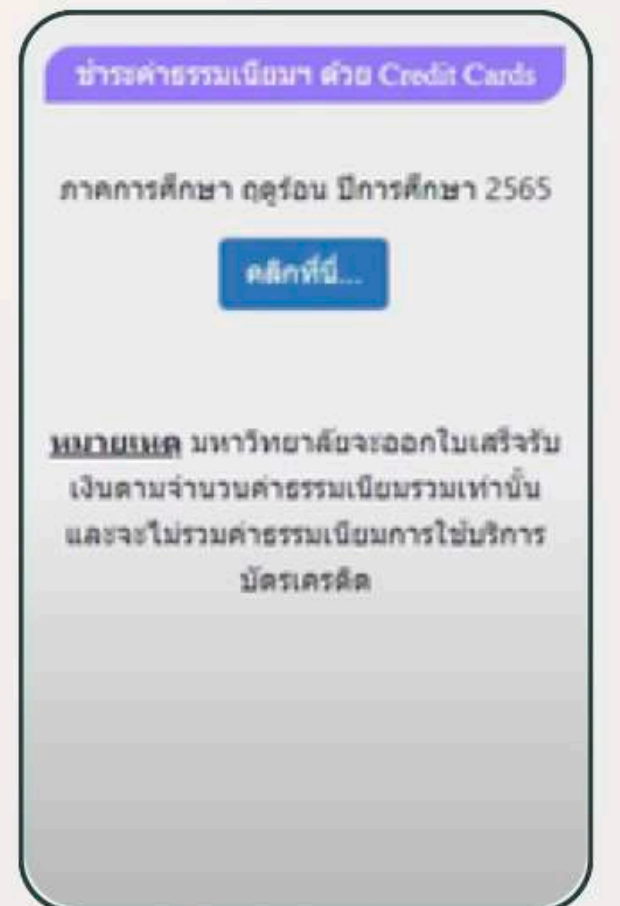 ชำระค่าธรรมเนียมฯ ด้วย Credit Cards
ภาคการศึกษา ฤดูร้อน ปีการศึกษา 2565
คลิกที่นี่...
หมายเหตุ มหาวิทยาลัยจะออกใบเสร็จรับ
เงินตามจำนวนค่าธรรมเนียมรวมเท่านั้น
และจะไม่รวมค่าธรรมเนียมการใช้บริการ
บัตรเครดิต